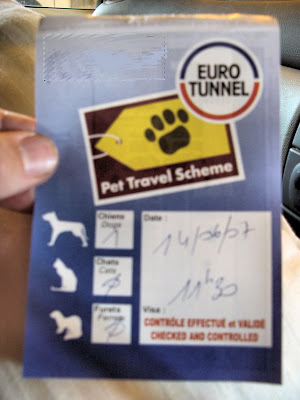 EURO
TUNNEL
Pet Travel Scheme
Chiens
Dogs
1
Date :
14/06/07
Chats
Cats
Ø
11h30
Furets
Ferrets
Ø
Visa :
CONTRÔLE EFFECTUÉ et VALIDÉ
CHECKED AND CONTROLLED